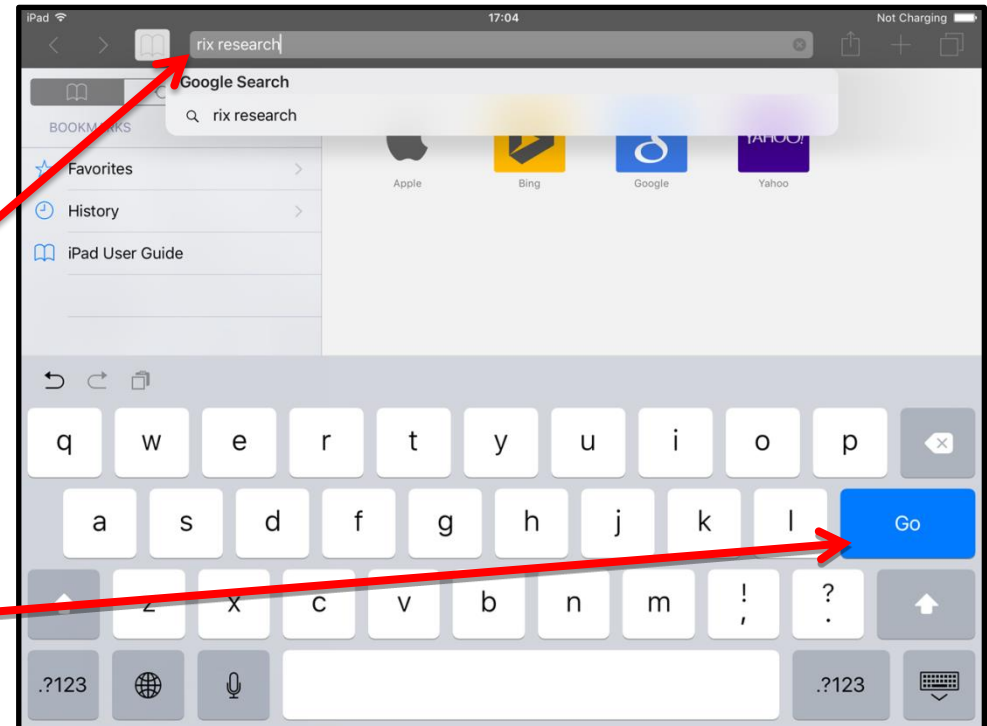 iPad 17:04 Not Charging
rix research
Google Search
rix research
BOOKMARKS
Favorites
History
iPad User Guide
YAHOO!
Apple Bing Google Yahoo
q w e r t y u i o p
a s d f g h j k l Go
z x c v b n m ! , ? .
.?123 .?123